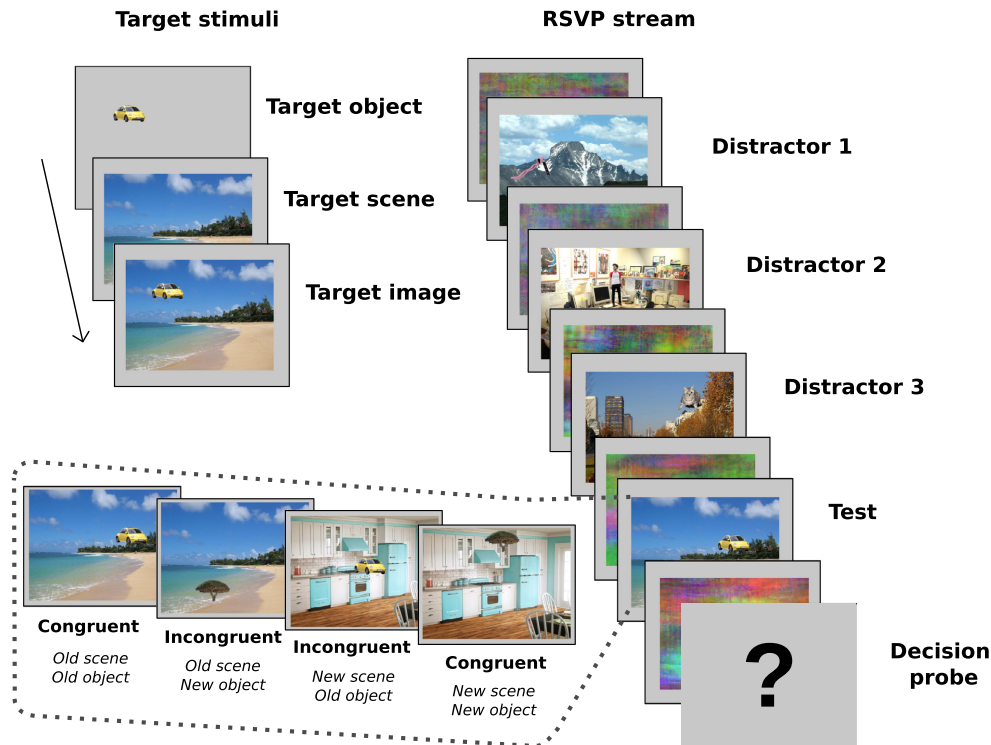 Target stimuli
RSVP stream
Target object
Target scene
Target image
Distractor 1
Distractor 2
Distractor 3
Test
Decision
probe
?
Congruent
Old scene
Old object
Incongruent
Old scene
New object
Incongruent
New scene
Old object
Congruent
New scene
New object